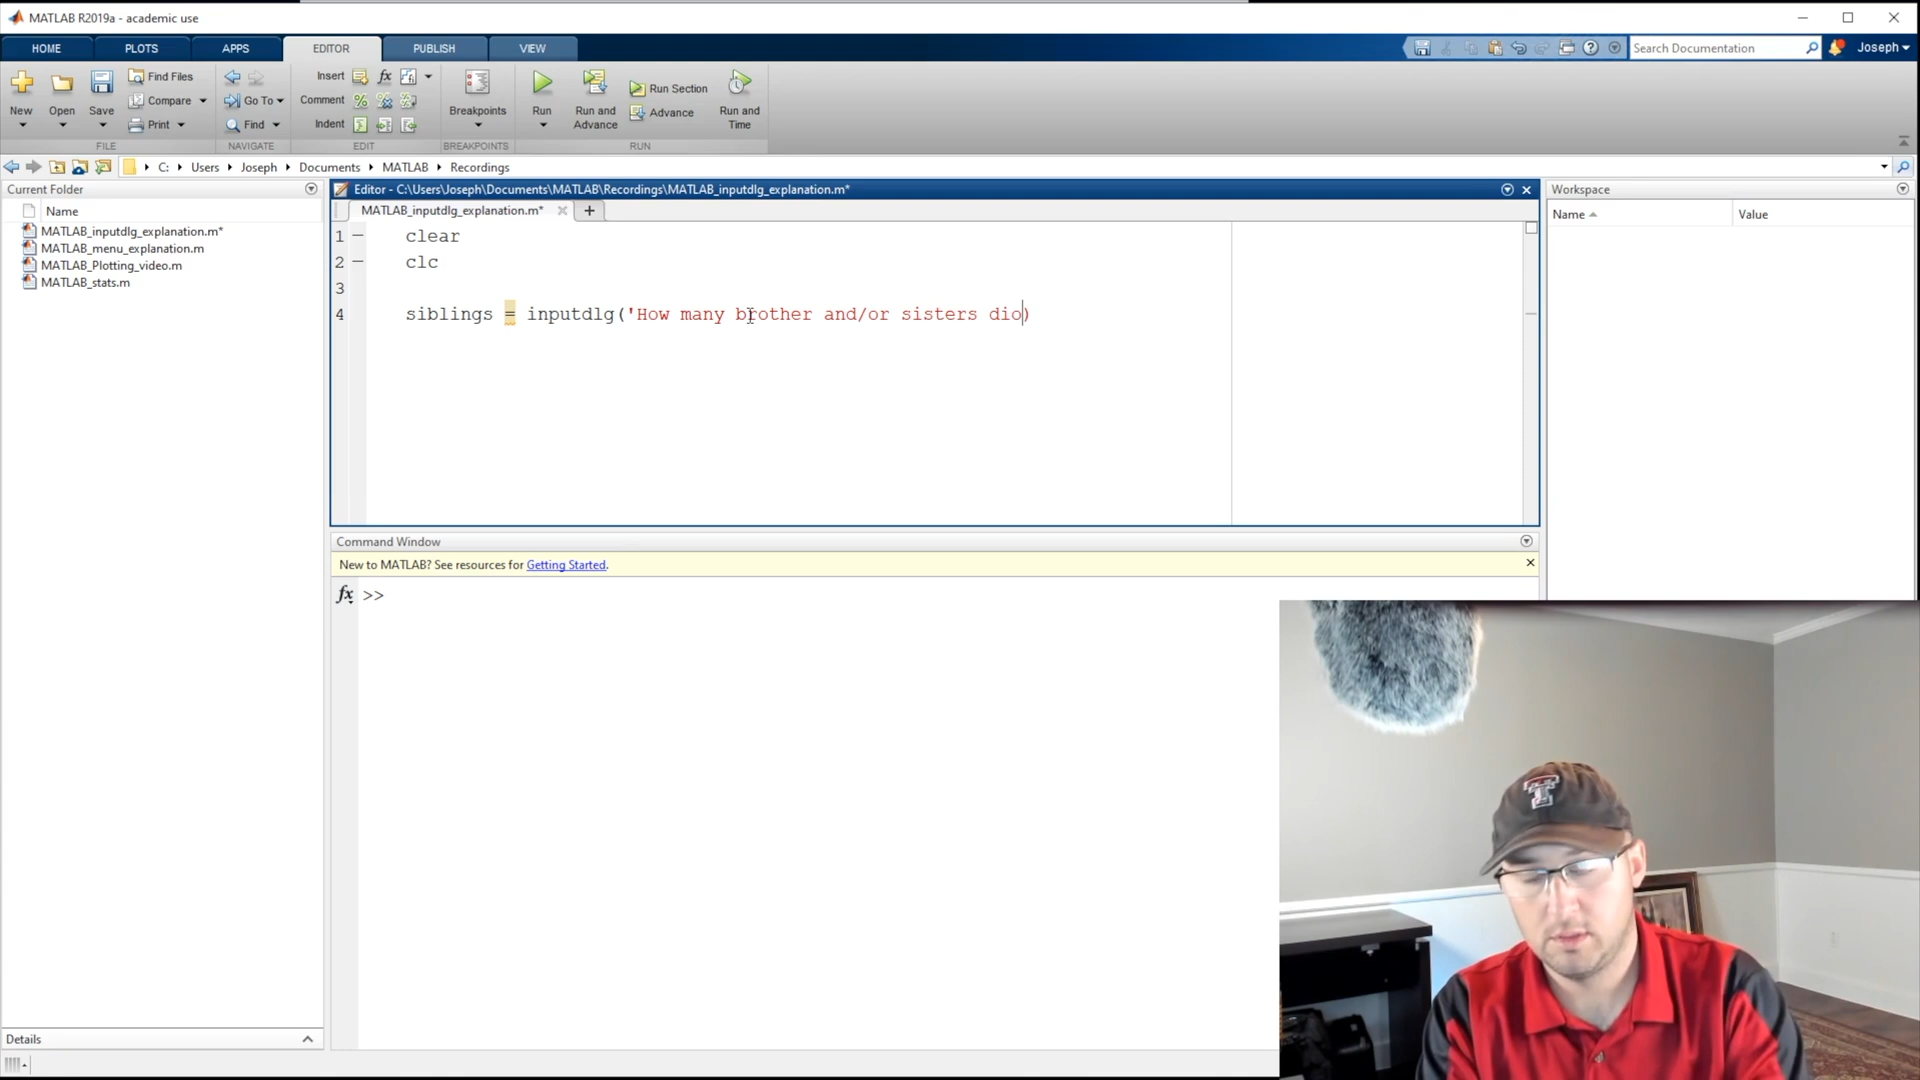 MATLAB R2019a - academic use
HOME PLOTS APPS EDITOR PUBLISH VIEW
Search Documentation Joseph
New Open Save Find Files Compare Print
Go To Find
Insert fx
Comment
Indent
Breakpoints
Run Run and Advance Run Section Advance Run and Time
FILE NAVIGATE EDIT BREAKPOINTS RUN
C: Users Joseph Documents MATLAB Recordings
Current Folder
Name
MATLAB_inputdlg_explanation.m*
MATLAB_menu_explanation.m
MATLAB_Plotting_video.m
MATLAB_stats.m
Details
Editor - C:\Users\Joseph\Documents\MATLAB\Recordings\MATLAB_inputdlg_explanation.m*
MATLAB_inputdlg_explanation.m* +
1 clear
2 clc
3
4 siblings = inputdlg('How many brother and/or sisters dio)
Command Window
New to MATLAB? See resources for Getting Started.
fx >>
Workspace
Name Value
T